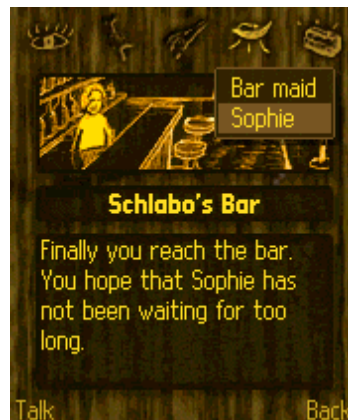 Bar maid
Sophie
Schlabo's Bar
Finally you reach the bar.
You hope that Sophie has
not been waiting for too
long.
Talk
Back